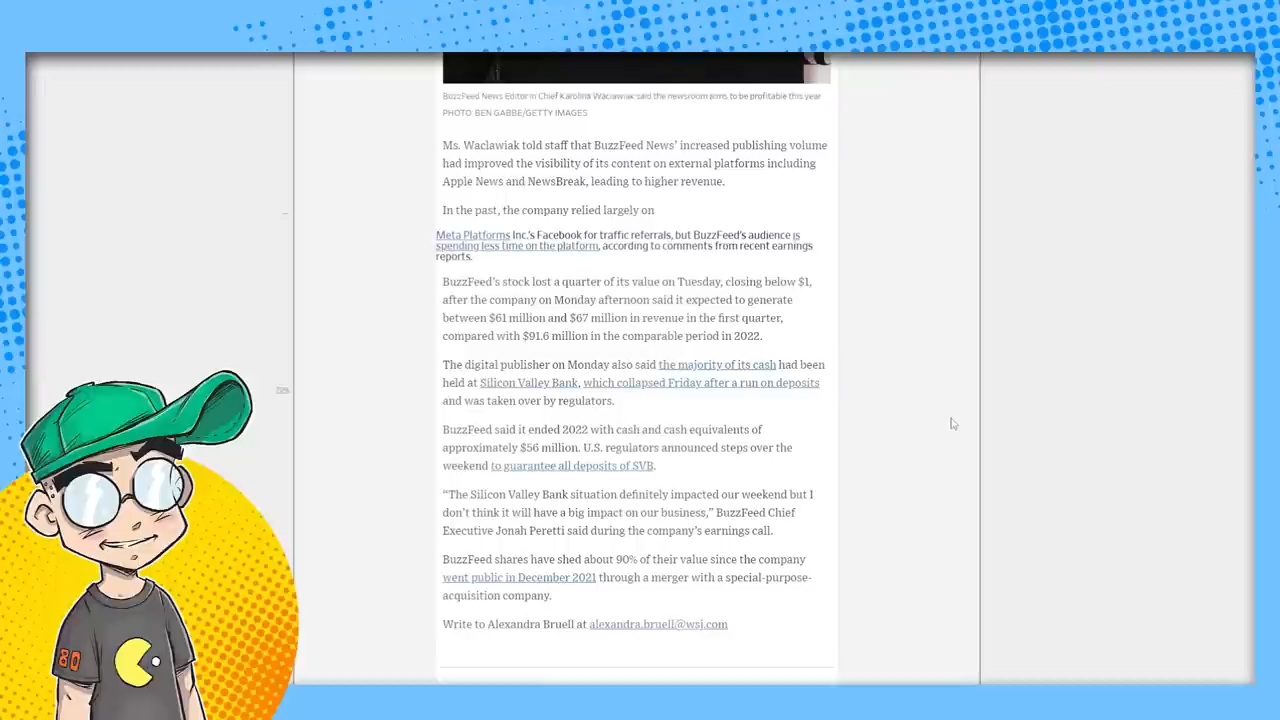 BuzzFeed News Editor in Chief Karolina Waclawiak said the newsroom aims to be profitable this year
PHOTO: BEN GABBE/GETTY IMAGES
Ms. Waclawiak told staff that BuzzFeed News’ increased publishing volume
had improved the visibility of its content on external platforms including
Apple News and NewsBreak, leading to higher revenue.
In the past, the company relied largely on
Meta Platforms Inc.’s Facebook for traffic referrals, but BuzzFeed’s audience is
spending less time on the platform, according to comments from recent earnings
reports.
BuzzFeed’s stock lost a quarter of its value on Tuesday, closing below $1,
after the company on Monday afternoon said it expected to generate
between $61 million and $67 million in revenue in the first quarter,
compared with $91.6 million in the comparable period in 2022.
The digital publisher on Monday also said the majority of its cash had been
held at Silicon Valley Bank, which collapsed Friday after a run on deposits
and was taken over by regulators.
BuzzFeed said it ended 2022 with cash and cash equivalents of
approximately $56 million. U.S. regulators announced steps over the
weekend to guarantee all deposits of SVB.
“The Silicon Valley Bank situation definitely impacted our weekend but I
don’t think it will have a big impact on our business,” BuzzFeed Chief
Executive Jonah Peretti said during the company’s earnings call.
BuzzFeed shares have shed about 90% of their value since the company
went public in December 2021 through a merger with a special-purpose-
acquisition company.
Write to Alexandra Bruell at alexandra.bruell@wsj.com
80